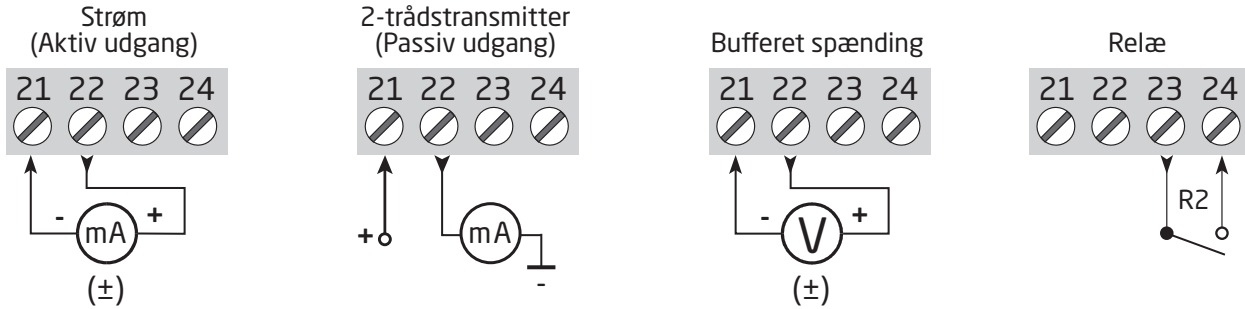 Strøm
(Aktiv udgang)
21 22 23 24
- mA +
(±)
2-trådstransmitter
(Passiv udgang)
21 22 23 24
+ mA
-
Bufferet spænding
21 22 23 24
- V +
(±)
Relæ
21 22 23 24
R2